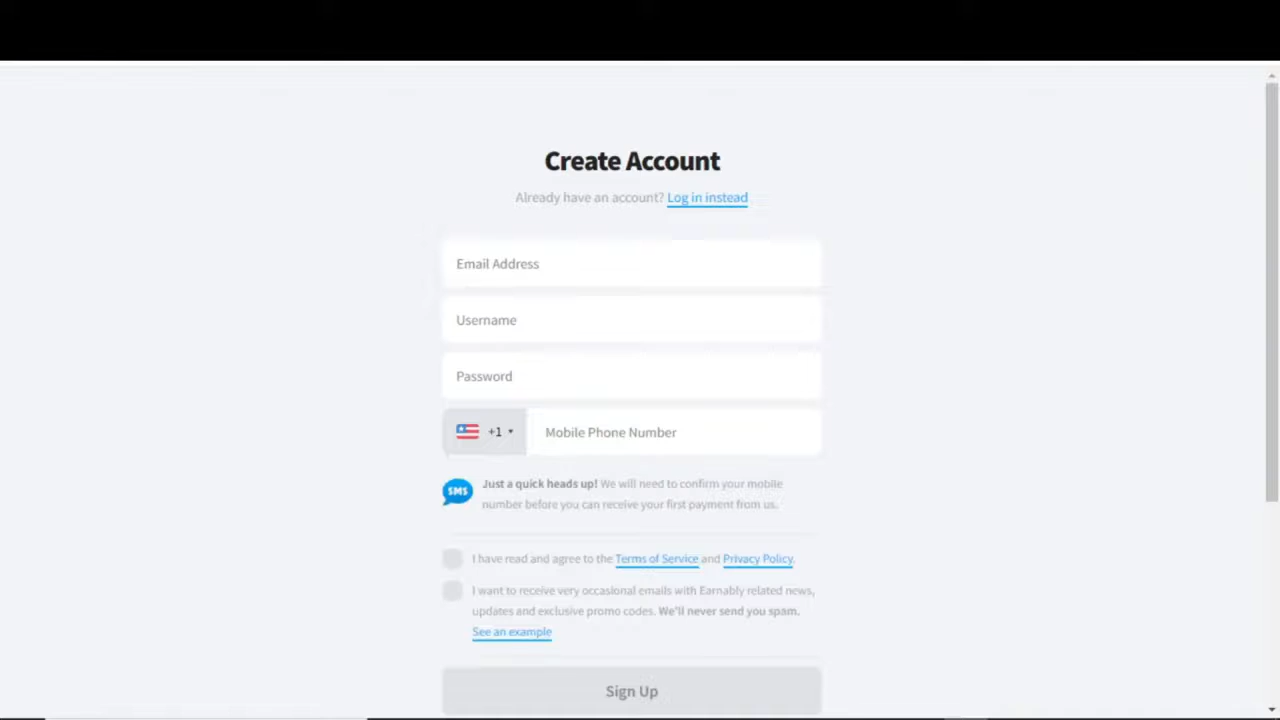 Create Account
Already have an account? Log in instead
Email Address
Username
Password
+1 Mobile Phone Number
SMS Just a quick heads up! We will need to confirm your mobile
number before you can receive your first payment from us.
I have read and agree to the Terms of Service and Privacy Policy.
I want to receive very occasional emails with Earnably related news,
updates and exclusive promo codes. We'll never send you spam.
See an example
Sign Up